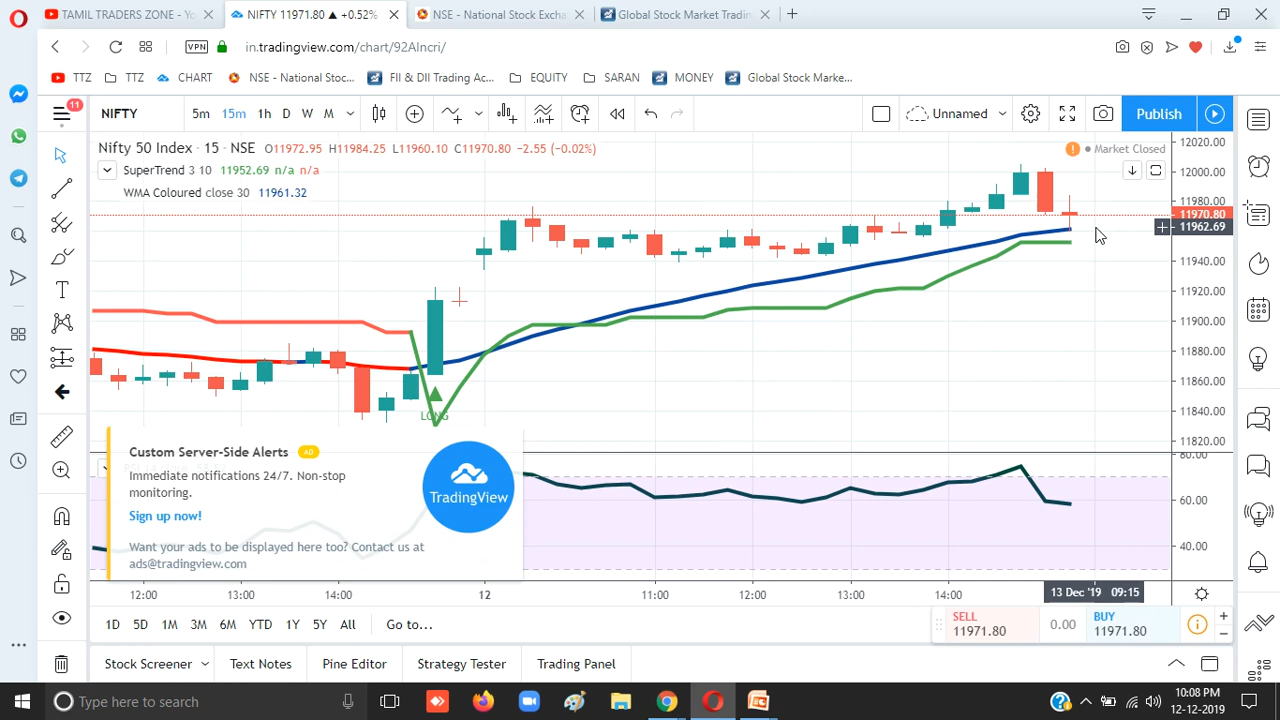 TAMIL TRADERS ZONE - Yo
NIFTY 11971.80 ▲ +0.52%
NSE - National Stock Excha
Global Stock Market Tradin
VPN
in.tradingview.com/chart/92AIncri/
TTZ
TTZ
CHART
NSE - National Stoc...
FII & DII Trading Ac...
EQUITY
SARAN
MONEY
Global Stock Marke...
11
NIFTY
5m
15m
1h
D
W
M
Unnamed
Publish
Nifty 50 Index · 15 · NSE O11972.95 H11984.25 L11960.10 C11970.80 −2.55 (−0.02%)
Market Closed
SuperTrend 3 10 11952.69 n/a n/a
WMA Coloured close 30 11961.32
12020.00
12000.00
11980.00
11970.80
11962.69
11940.00
11920.00
11900.00
11880.00
11860.00
11840.00
11820.00
LONG
Custom Server-Side Alerts AD
Immediate notifications 24/7. Non-stop
monitoring.
Sign up now!
Want your ads to be displayed here too? Contact us at
ads@tradingview.com
TradingView
80.00
60.00
40.00
12:00
13:00
14:00
12
11:00
12:00
13:00
14:00
13 Dec '19 09:15
1D
5D
1M
3M
6M
YTD
1Y
5Y
All
Go to...
SELL
11971.80
0.00
BUY
11971.80
Stock Screener
Text Notes
Pine Editor
Strategy Tester
Trading Panel
Type here to search
10:08 PM
12-12-2019